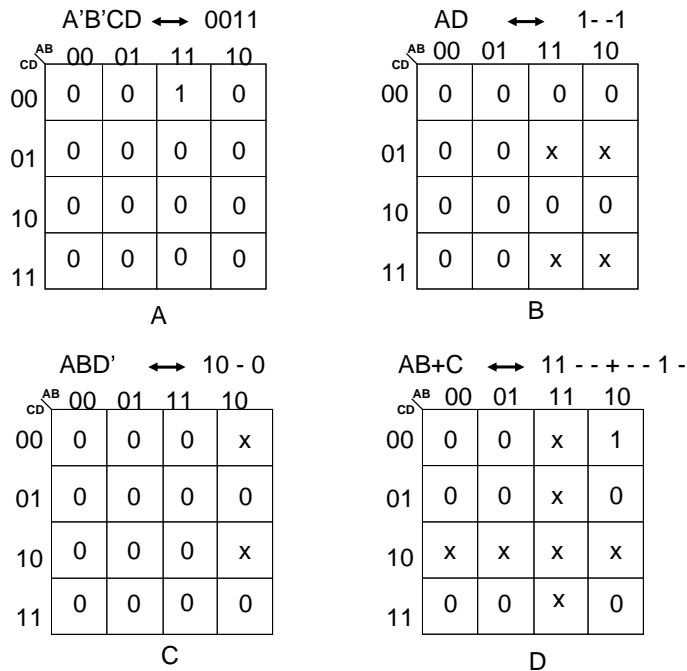 A'B'CD ↔ 0011
AB
CD
00 01 11 10
00 0 0 1 0
01 0 0 0 0
10 0 0 0 0
11 0 0 0 0
A
AD ↔ 1- -1
AB
CD
00 01 11 10
00 0 0 0 0
01 0 0 x x
10 0 0 0 0
11 0 0 x x
B
ABD' ↔ 10 - 0
AB
CD
00 01 11 10
00 0 0 0 x
01 0 0 0 0
10 0 0 0 x
11 0 0 0 0
C
AB+C ↔ 11 - - + - - 1 -
AB
CD
00 01 11 10
00 0 0 x 1
01 0 0 x 0
10 x x x x
11 0 0 x 0
D